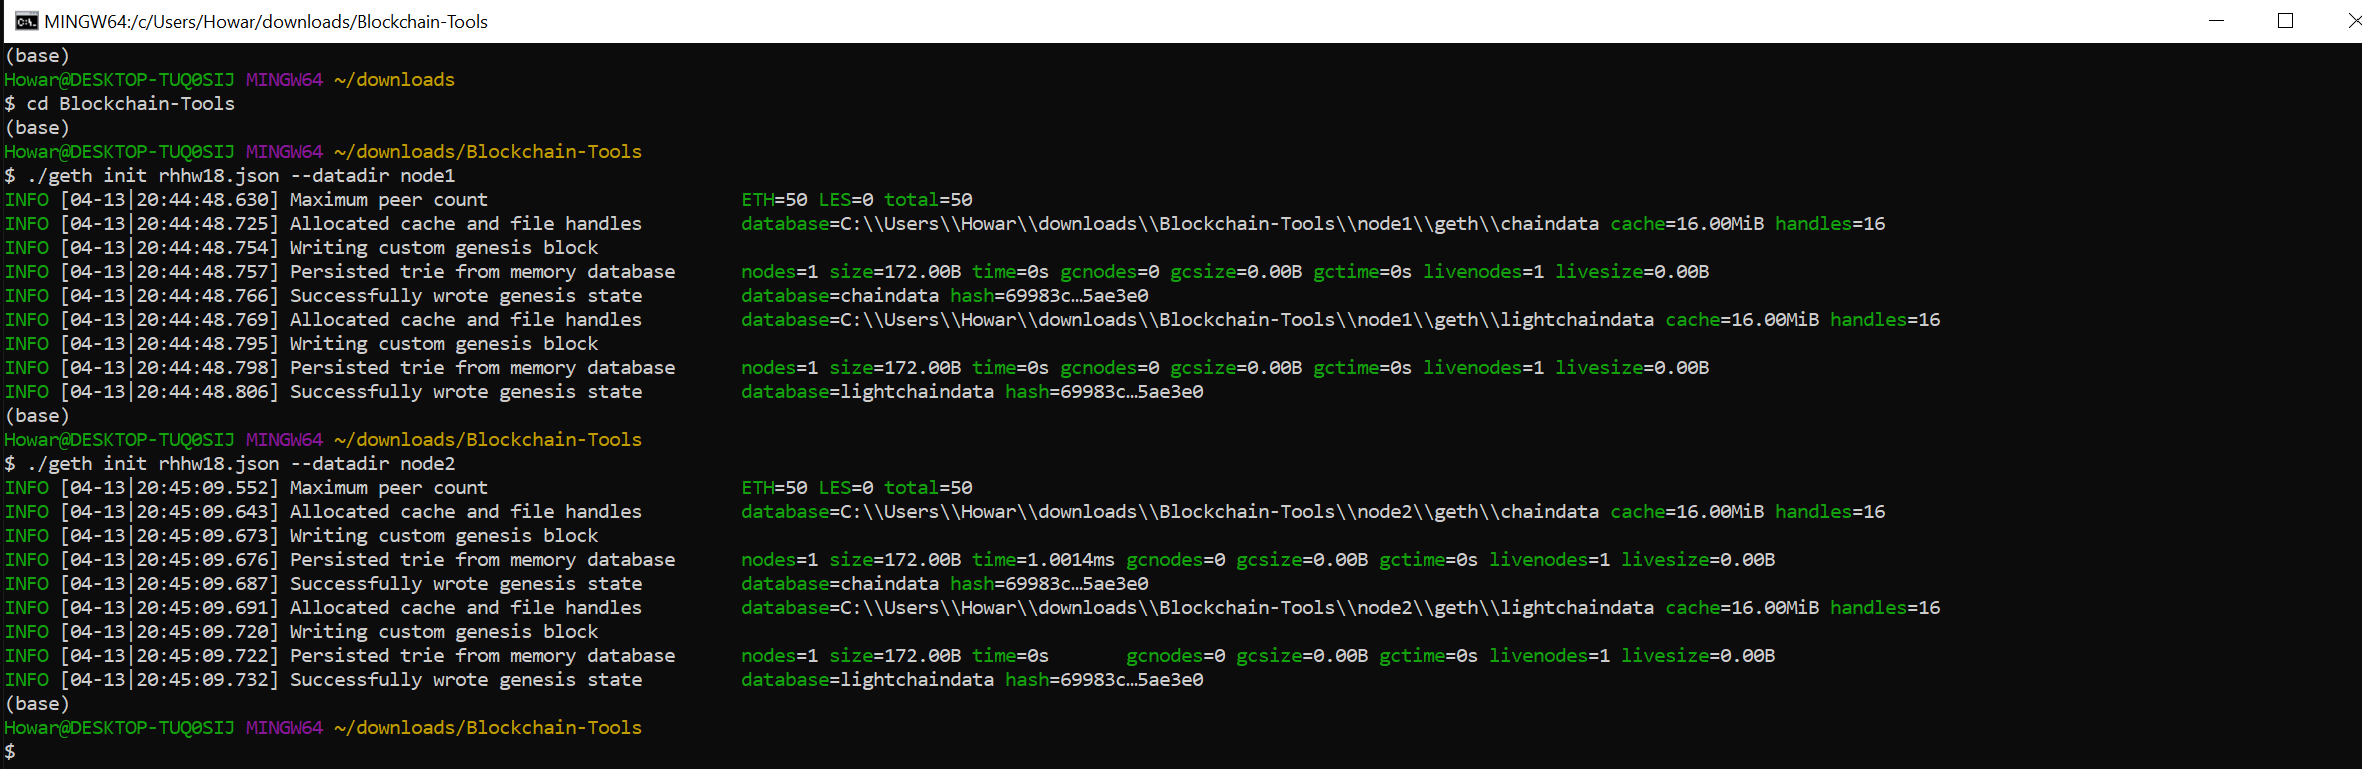 MINGW64:/c/Users/Howar/downloads/Blockchain-Tools
(base)
Howar@DESKTOP-TUQ0SIJ MINGW64 ~/downloads
$ cd Blockchain-Tools
(base)
Howar@DESKTOP-TUQ0SIJ MINGW64 ~/downloads/Blockchain-Tools
$ ./geth init rhhw18.json --datadir node1
INFO [04-13|20:44:48.630] Maximum peer count                       ETH=50 LES=0 total=50
INFO [04-13|20:44:48.725] Allocated cache and file handles         database=C:\\Users\\Howar\\downloads\\Blockchain-Tools\\node1\\geth\\chaindata cache=16.00MiB handles=16
INFO [04-13|20:44:48.754] Writing custom genesis block
INFO [04-13|20:44:48.757] Persisted trie from memory database      nodes=1 size=172.00B time=0s gcnodes=0 gcsize=0.00B gctime=0s livenodes=1 livesize=0.00B
INFO [04-13|20:44:48.766] Successfully wrote genesis state         database=chaindata hash=69983c…5ae3e0
INFO [04-13|20:44:48.769] Allocated cache and file handles         database=C:\\Users\\Howar\\downloads\\Blockchain-Tools\\node1\\geth\\lightchaindata cache=16.00MiB handles=16
INFO [04-13|20:44:48.795] Writing custom genesis block
INFO [04-13|20:44:48.798] Persisted trie from memory database      nodes=1 size=172.00B time=0s gcnodes=0 gcsize=0.00B gctime=0s livenodes=1 livesize=0.00B
INFO [04-13|20:44:48.806] Successfully wrote genesis state         database=lightchaindata hash=69983c…5ae3e0
(base)
Howar@DESKTOP-TUQ0SIJ MINGW64 ~/downloads/Blockchain-Tools
$ ./geth init rhhw18.json --datadir node2
INFO [04-13|20:45:09.552] Maximum peer count                       ETH=50 LES=0 total=50
INFO [04-13|20:45:09.643] Allocated cache and file handles         database=C:\\Users\\Howar\\downloads\\Blockchain-Tools\\node2\\geth\\chaindata cache=16.00MiB handles=16
INFO [04-13|20:45:09.673] Writing custom genesis block
INFO [04-13|20:45:09.676] Persisted trie from memory database      nodes=1 size=172.00B time=1.0014ms gcnodes=0 gcsize=0.00B gctime=0s livenodes=1 livesize=0.00B
INFO [04-13|20:45:09.687] Successfully wrote genesis state         database=chaindata hash=69983c…5ae3e0
INFO [04-13|20:45:09.691] Allocated cache and file handles         database=C:\\Users\\Howar\\downloads\\Blockchain-Tools\\node2\\geth\\lightchaindata cache=16.00MiB handles=16
INFO [04-13|20:45:09.720] Writing custom genesis block
INFO [04-13|20:45:09.722] Persisted trie from memory database      nodes=1 size=172.00B time=0s       gcnodes=0 gcsize=0.00B gctime=0s livenodes=1 livesize=0.00B
INFO [04-13|20:45:09.732] Successfully wrote genesis state         database=lightchaindata hash=69983c…5ae3e0
(base)
Howar@DESKTOP-TUQ0SIJ MINGW64 ~/downloads/Blockchain-Tools
$